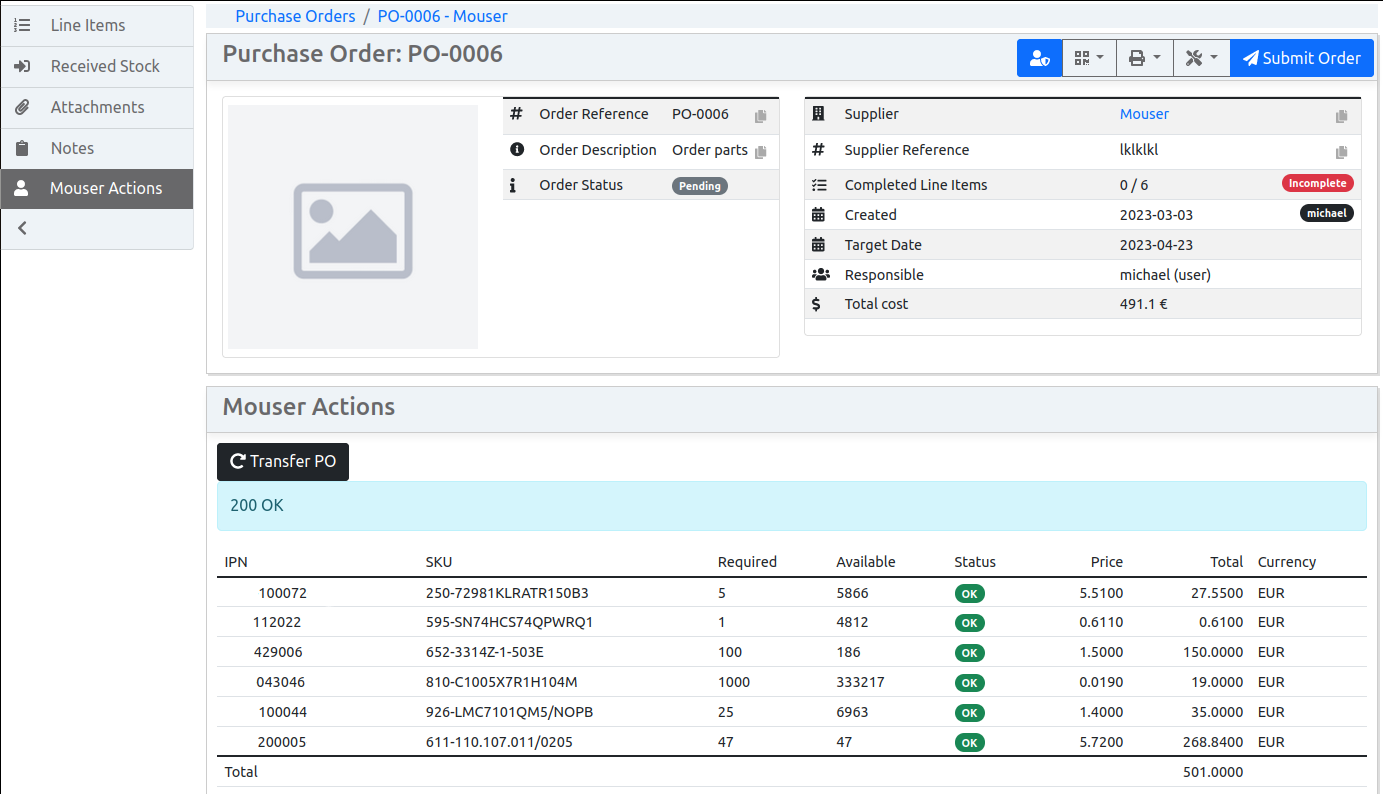 Line Items
Received Stock
Attachments
Notes
Mouser Actions
Purchase Orders / PO-0006 - Mouser
Purchase Order: PO-0006
Submit Order
Order Reference PO-0006
Order Description Order parts
Order Status Pending
Supplier Mouser
Supplier Reference lklklkl
Completed Line Items 0 / 6 Incomplete
Created 2023-03-03 michael
Target Date 2023-04-23
Responsible michael (user)
Total cost 491.1 €
Mouser Actions
Transfer PO
200 OK
IPN SKU Required Available Status Price Total Currency
100072 250-72981KLRATR150B3 5 5866 OK 5.5100 27.5500 EUR
112022 595-SN74HCS74QPWRQ1 1 4812 OK 0.6110 0.6100 EUR
429006 652-3314Z-1-503E 100 186 OK 1.5000 150.0000 EUR
043046 810-C1005X7R1H104M 1000 333217 OK 0.0190 19.0000 EUR
100044 926-LMC7101QM5/NOPB 25 6963 OK 1.4000 35.0000 EUR
200005 611-110.107.011/0205 47 47 OK 5.7200 268.8400 EUR
Total 501.0000